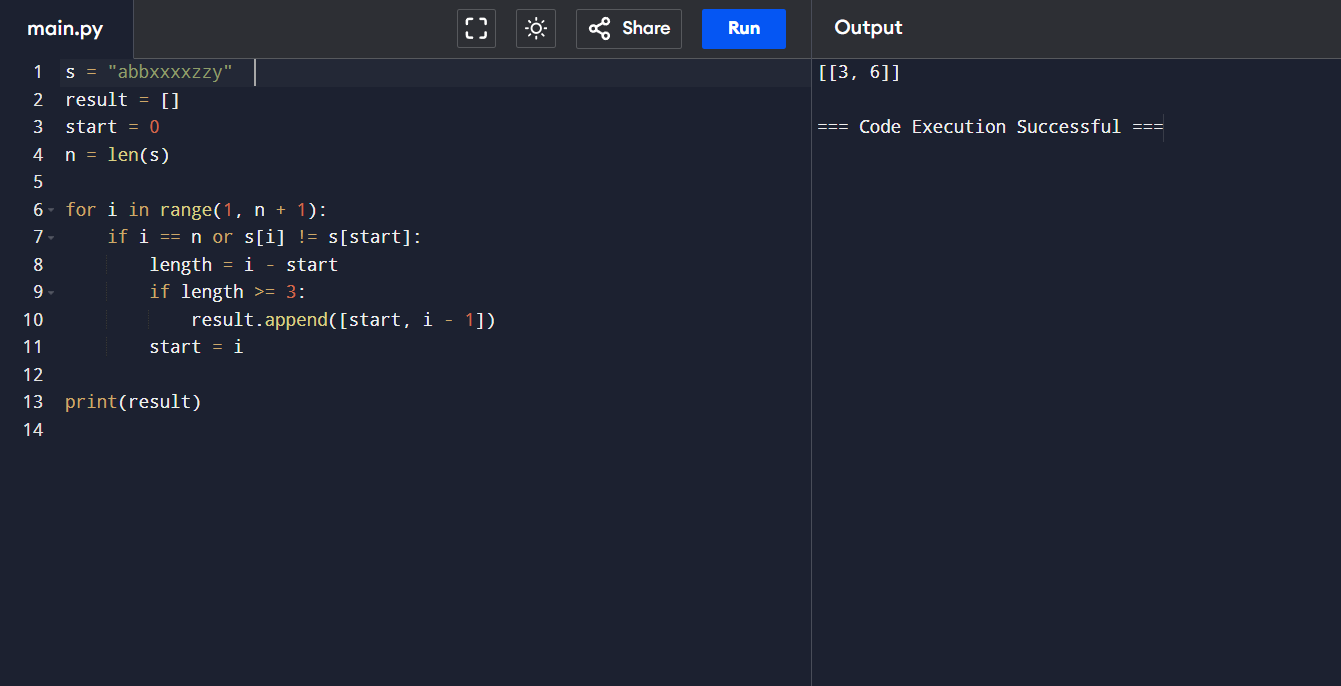 main.py
Share
Run
Output
1 s = "abbxxxxzzy"
2 result = []
3 start = 0
4 n = len(s)
5
6 for i in range(1, n + 1):
7     if i == n or s[i] != s[start]:
8         length = i - start
9         if length >= 3:
10             result.append([start, i - 1])
11         start = i
12
13 print(result)
14
[[3, 6]]
=== Code Execution Successful ===